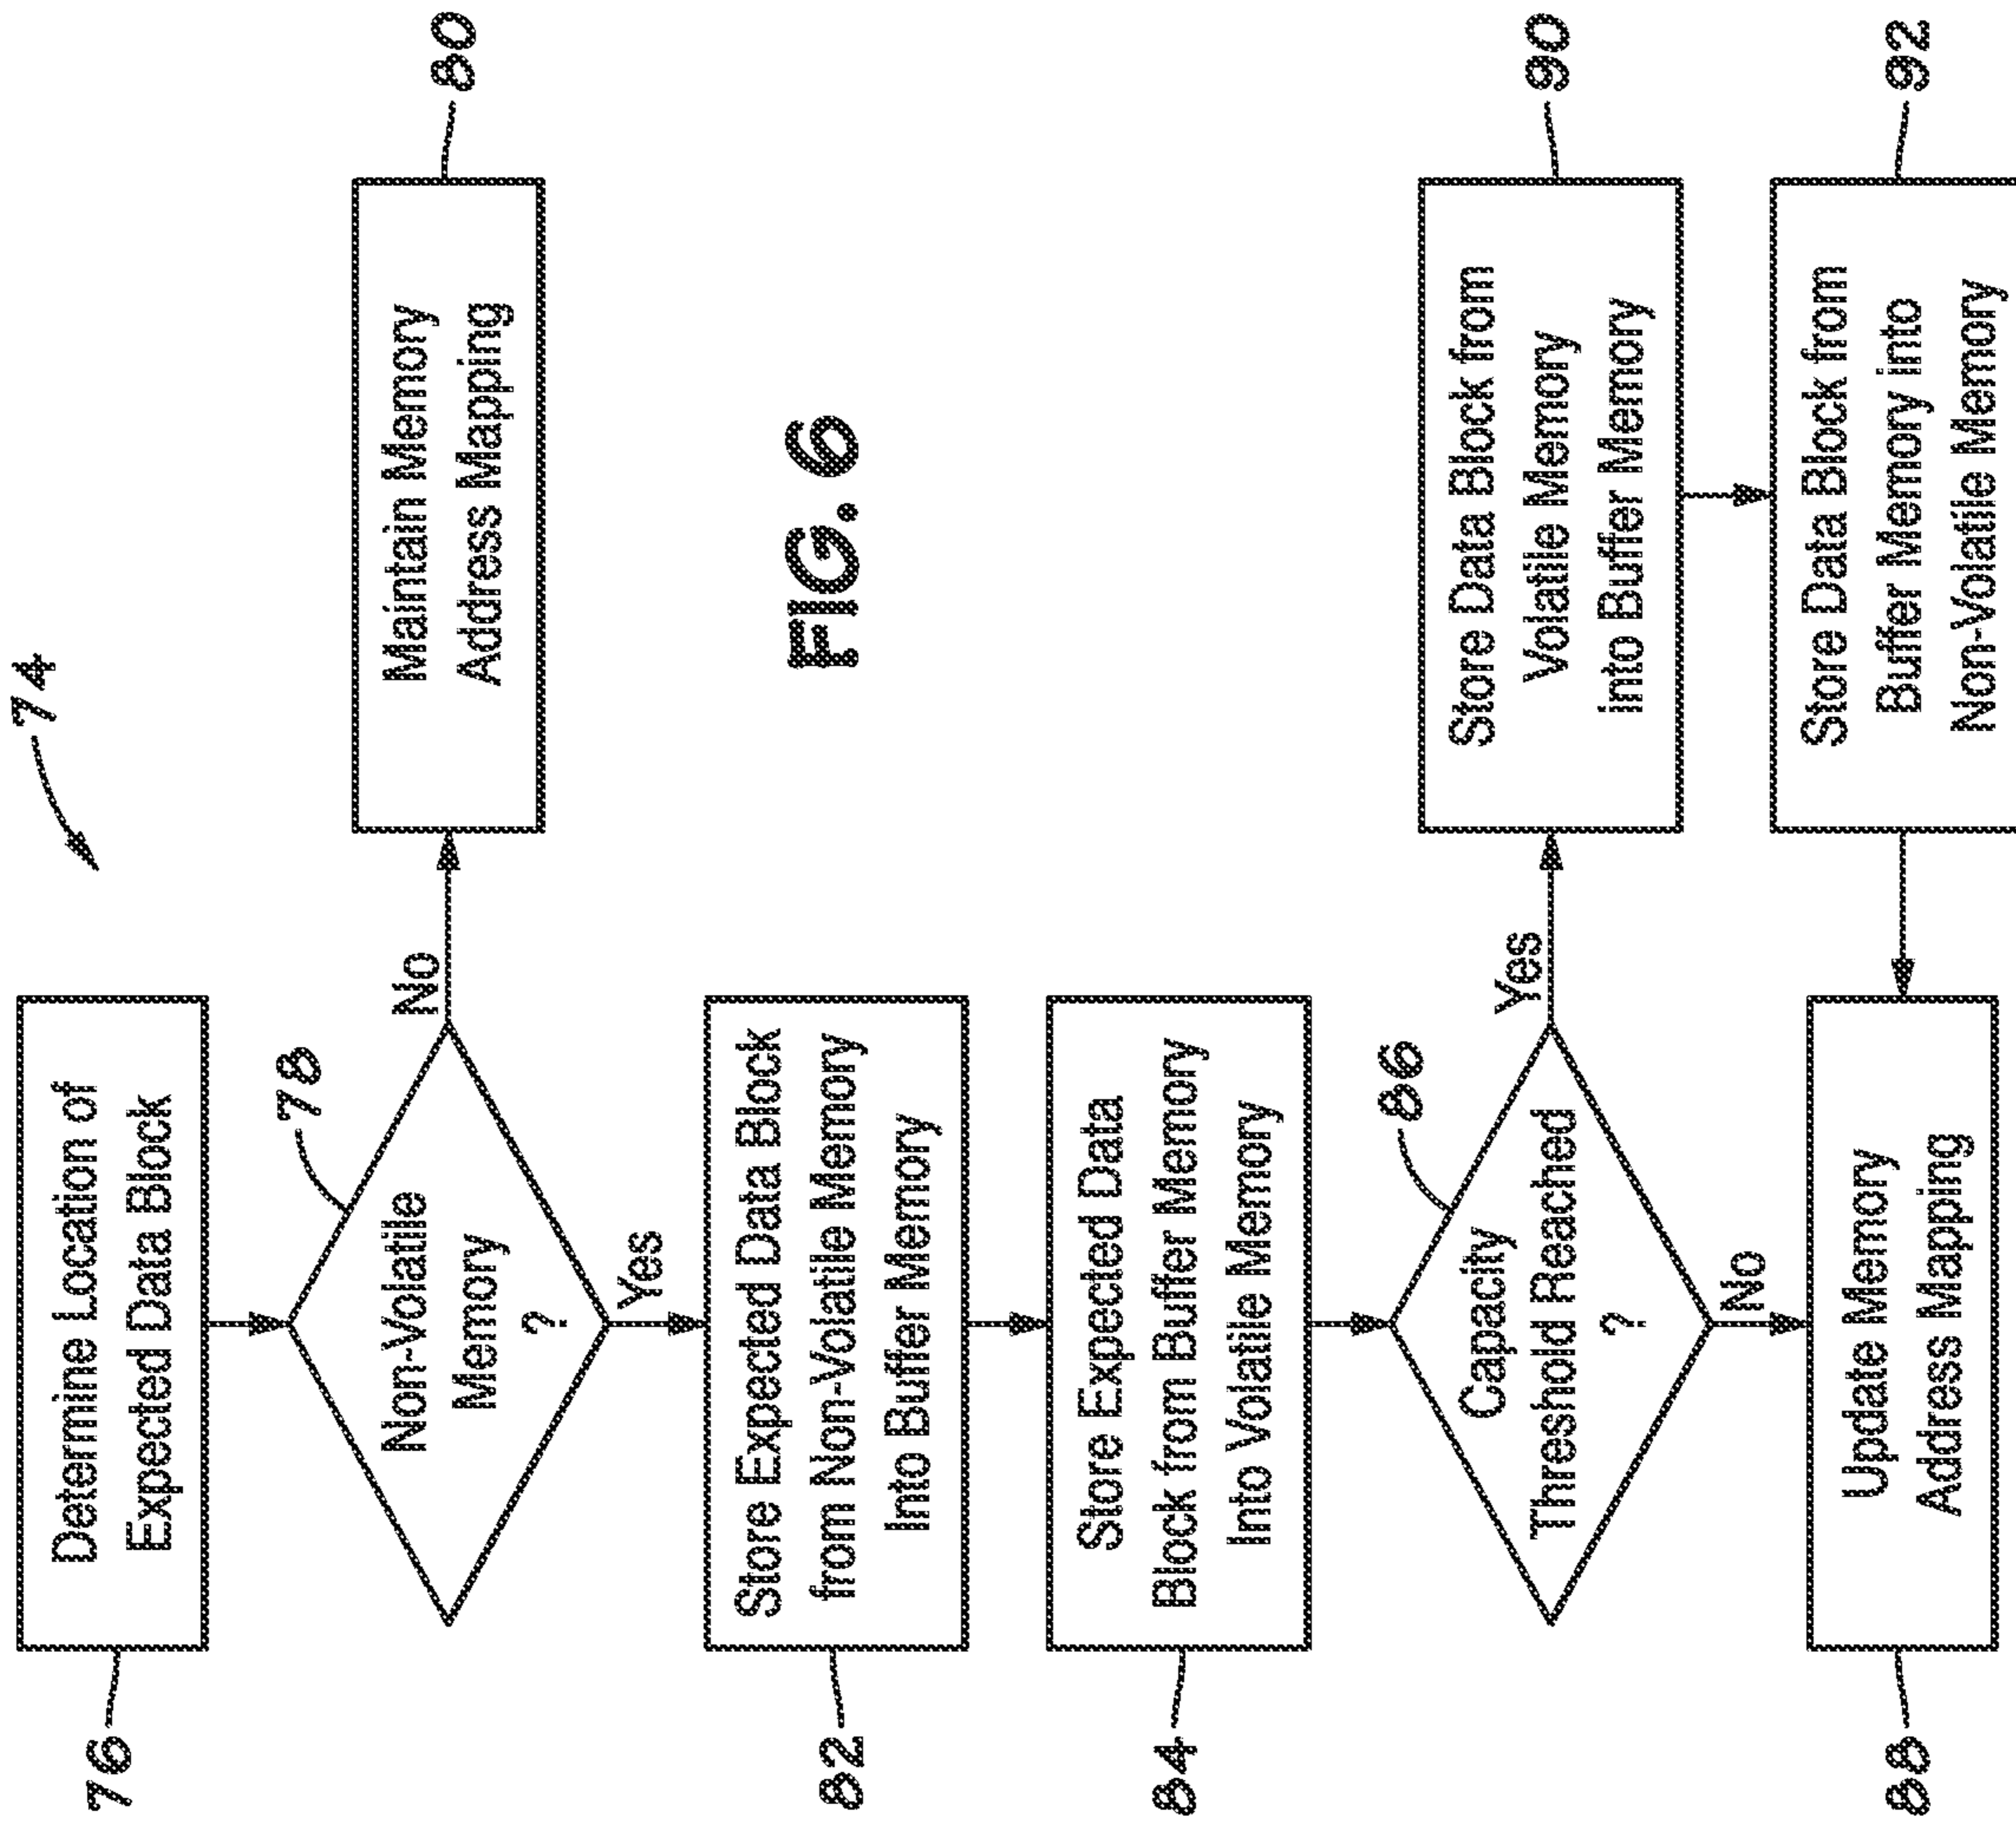 74
76
Determine Location of
Expected Data Block
78
Non-Volatile
Memory
?
No
Maintain Memory
Address Mapping
80
Yes
82
Store Expected Data Block
from Non-Volatile Memory
Into Buffer Memory
FIG. 6
84
Store Expected Data
Block from Buffer Memory
Into Volatile Memory
86
Capacity
Threshold Reached
?
Yes
Store Data Block from
Volatile Memory
into Buffer Memory
90
No
88
Update Memory
Address Mapping
Store Data Block from
Buffer Memory into
Non-Volatile Memory
92